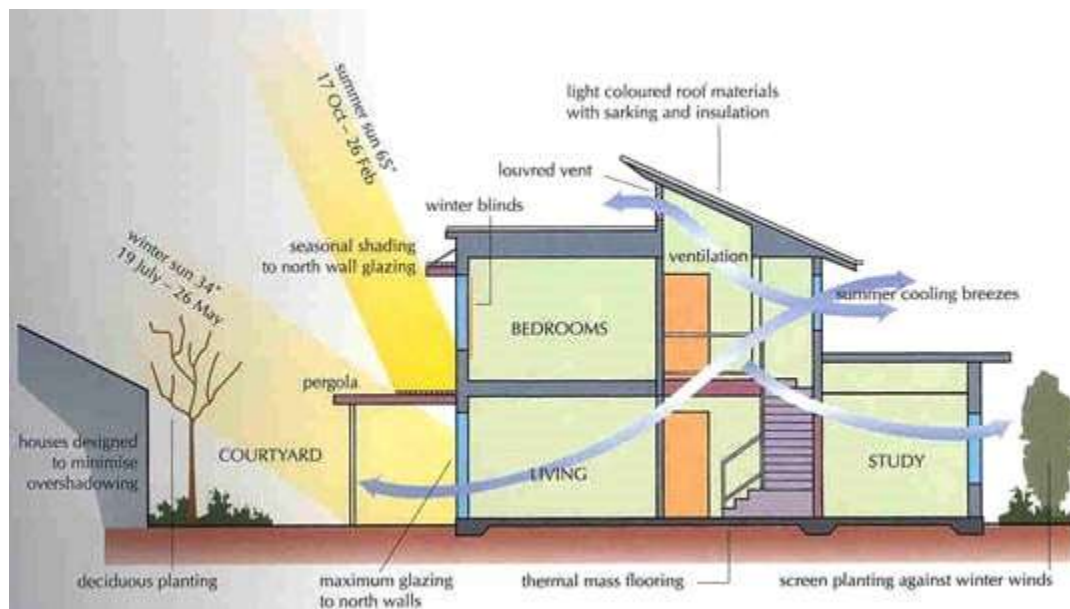 summer sun 65°
17 Oct – 26 Feb
light coloured roof materials
with sarking and insulation
louvred vent
winter blinds
winter sun 34°
19 July – 26 May
seasonal shading
to north wall glazing
ventilation
summer cooling breezes
BEDROOMS
pergola
houses designed
to minimise
overshadowing
COURTYARD
LIVING
STUDY
deciduous planting
maximum glazing
to north walls
thermal mass flooring
screen planting against winter winds